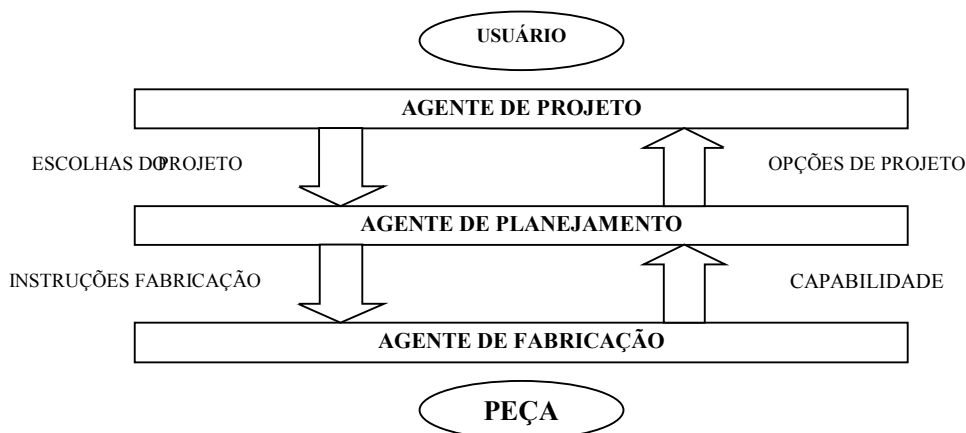 USUÁRIO
AGENTE DE PROJETO
ESCOLHAS DO PROJETO
OPÇÕES DE PROJETO
AGENTE DE PLANEJAMENTO
INSTRUÇÕES FABRICAÇÃO
CAPABILIDADE
AGENTE DE FABRICAÇÃO
PEÇA